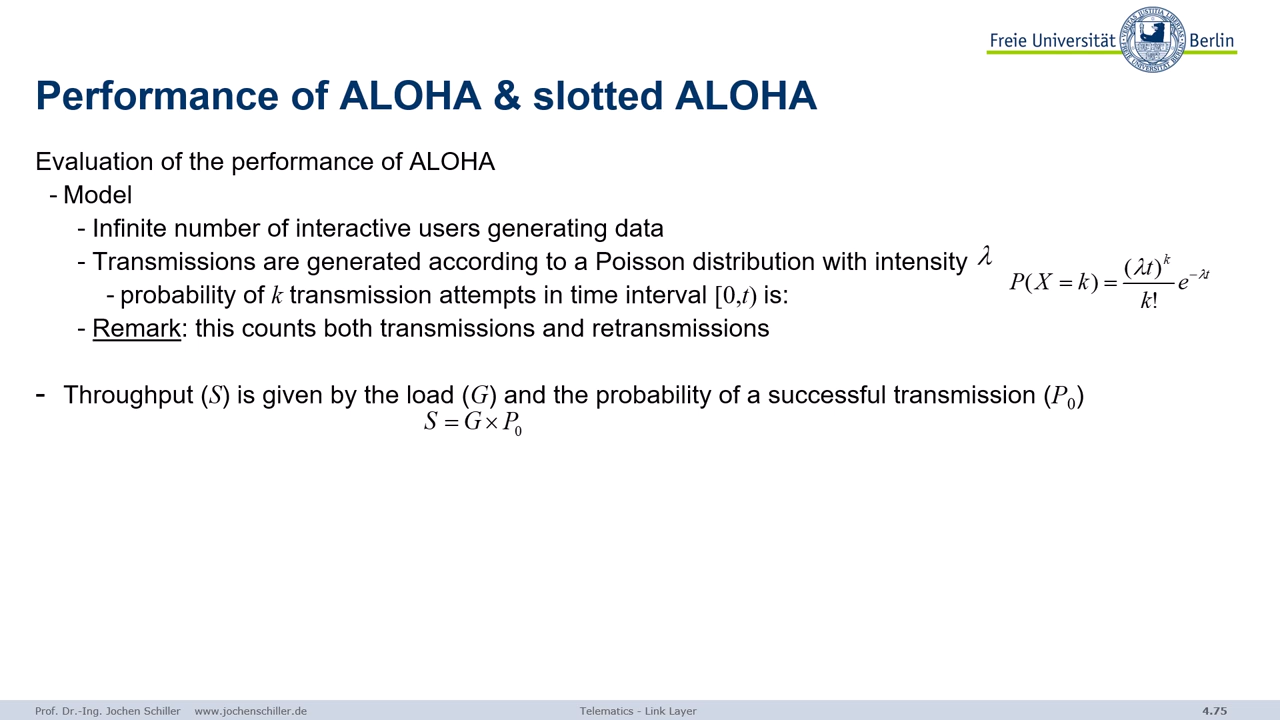 Freie Universität Berlin
Performance of ALOHA & slotted ALOHA
Evaluation of the performance of ALOHA
- Model
- Infinite number of interactive users generating data
- Transmissions are generated according to a Poisson distribution with intensity λ
- probability of k transmission attempts in time interval [0,t) is:
P(X = k) = (λt)^k / k! e^{−λt}
- Remark: this counts both transmissions and retransmissions
- Throughput (S) is given by the load (G) and the probability of a successful transmission (P₀)
S = G × P₀
Prof. Dr.-Ing. Jochen Schiller www.jochenschiller.de Telematics - Link Layer 4.75